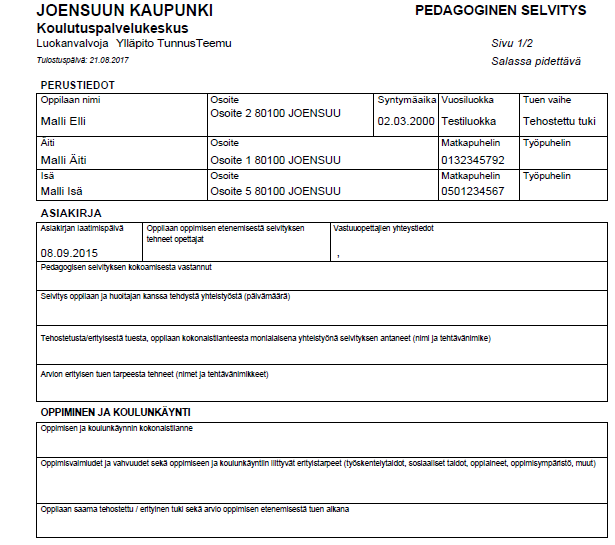 JOENSUUN KAUPUNKI
PEDAGOGINEN SELVITYS
Koulutuspalvelukeskus
Luokanvalvoja Ylläpito TunnusTeemu
Sivu 1/2
Tulostuspäivä: 21.08.2017
Salassa pidettävä
PERUSTIEDOT
Oppilaan nimi Osoite Syntymäaika Vuosiluokka Tuen vaihe
Malli Elli Osoite 2 80100 JOENSUU 02.03.2000 Testiluokka Tehostettu tuki
Äiti Osoite Matkapuhelin Työpuhelin
Malli Äiti Osoite 1 80100 JOENSUU 0132345792
Isä Osoite Matkapuhelin Työpuhelin
Malli Isä Osoite 5 80100 JOENSUU 0501234567
ASIAKIRJA
Asiakirjan laatimispäivä Oppilaan oppimisen etenemisestä selvityksen Vastuuopettajien yhteystiedot
tehneet opettajat
08.09.2015 ,
Pedagogisen selvityksen kokoamisesta vastannut
Selvitys oppilaan ja huoltajan kanssa tehdystä yhteistyöstä (päivämäärä)
Tehostetusta/erityisestä tuesta, oppilaan kokonaistilanteesta monialaisena yhteistyönä selvityksen antaneet (nimi ja tehtävänimike)
Arvion erityisen tuen tarpeesta tehneet (nimet ja tehtävänimikkeet)
OPPIMINEN JA KOULUNKÄYNTI
Oppimisen ja koulunkäynnin kokonaistilanne
Oppimisvalmiudet ja vahvuudet sekä oppimiseen ja koulunkäyntiin liittyvät erityistarpeet (työskentelytaidot, sosiaaliset taidot, oppiaineet, oppimisympäristö, muut)
Oppilaan saama tehostettu / erityinen tuki sekä arvio oppimisen etenemisestä tuen aikana